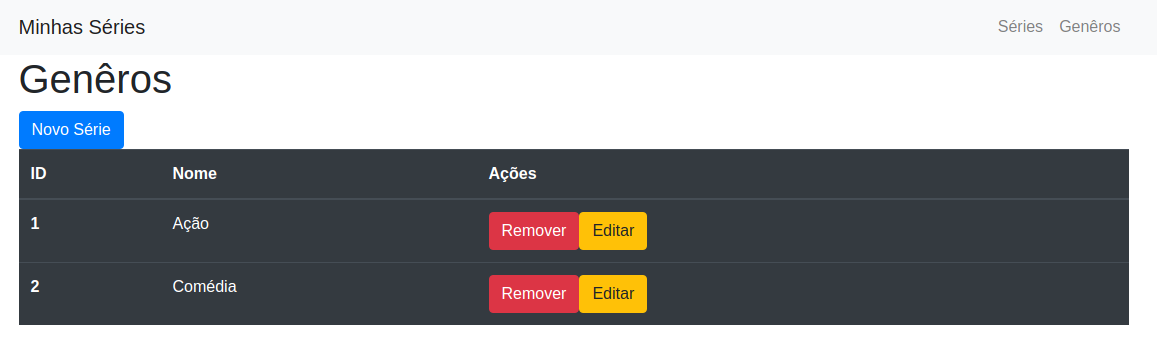 Minhas Séries Séries Genêros
Genêros
Novo Série
ID Nome Ações
1 Ação Remover Editar
2 Comédia Remover Editar